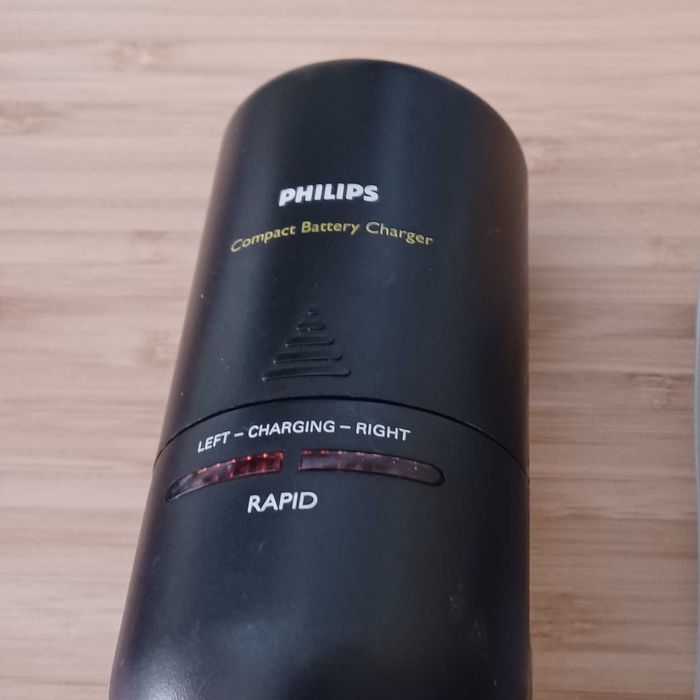 PHILIPS
Compact Battery Charger
LEFT – CHARGING – RIGHT
RAPID